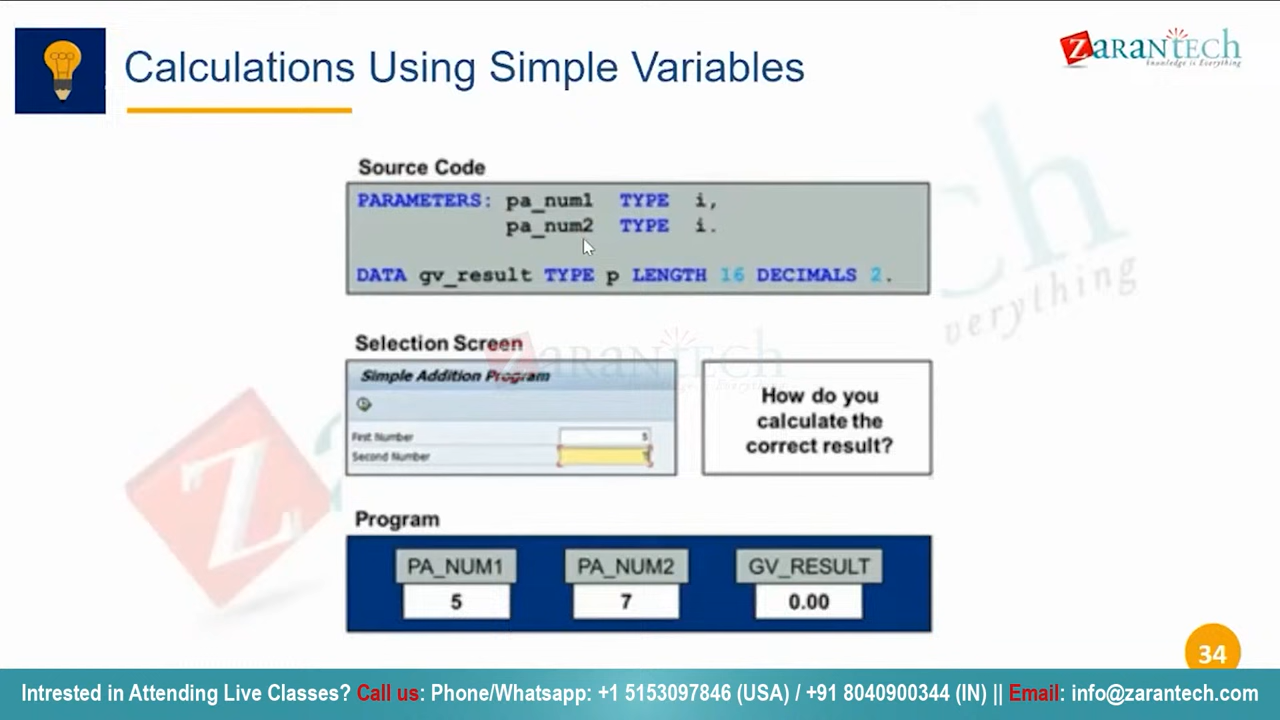 Calculations Using Simple Variables
ZARANTECH
knowledge is Everything
Source Code
PARAMETERS: pa_num1 TYPE i,
pa_num2 TYPE i.
DATA gv_result TYPE p LENGTH 16 DECIMALS 2.
everything
Selection Screen
ZARANTECH
Simple Addition Program
First Number 5
Second Number
How do you
calculate the
correct result?
Program
PA_NUM1 PA_NUM2 GV_RESULT
5 7 0.00
34
Intrested in Attending Live Classes? Call us: Phone/Whatsapp: +1 5153097846 (USA) / +91 8040900344 (IN) || Email: info@zarantech.com